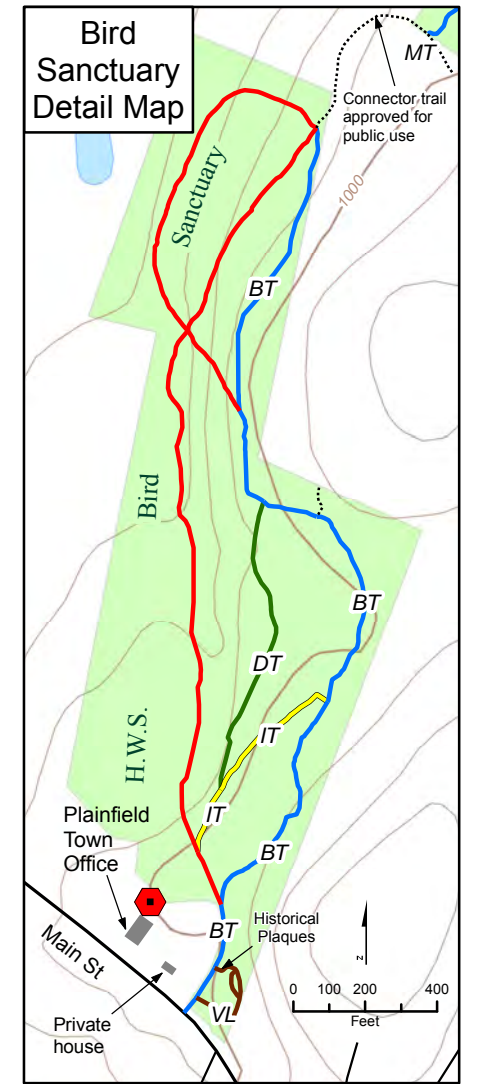 Bird
Sanctuary
Detail Map
MT
Connector trail
approved for
public use
1000
Sanctuary
BT
Bird
BT
DT
IT
H.W.S.
IT
Plainfield
Town
Office
BT
Historical
Plaques
BT
Main St
z
0 100 200 400
Feet
VL
Private
house